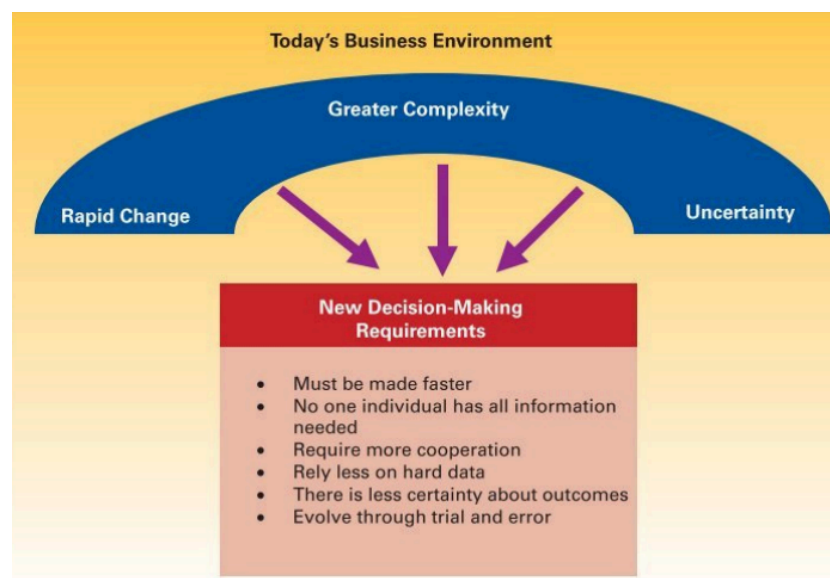 Today's Business Environment
Greater Complexity
Rapid Change
Uncertainty
New Decision-Making
Requirements
• Must be made faster
• No one individual has all information
needed
• Require more cooperation
• Rely less on hard data
• There is less certainty about outcomes
• Evolve through trial and error